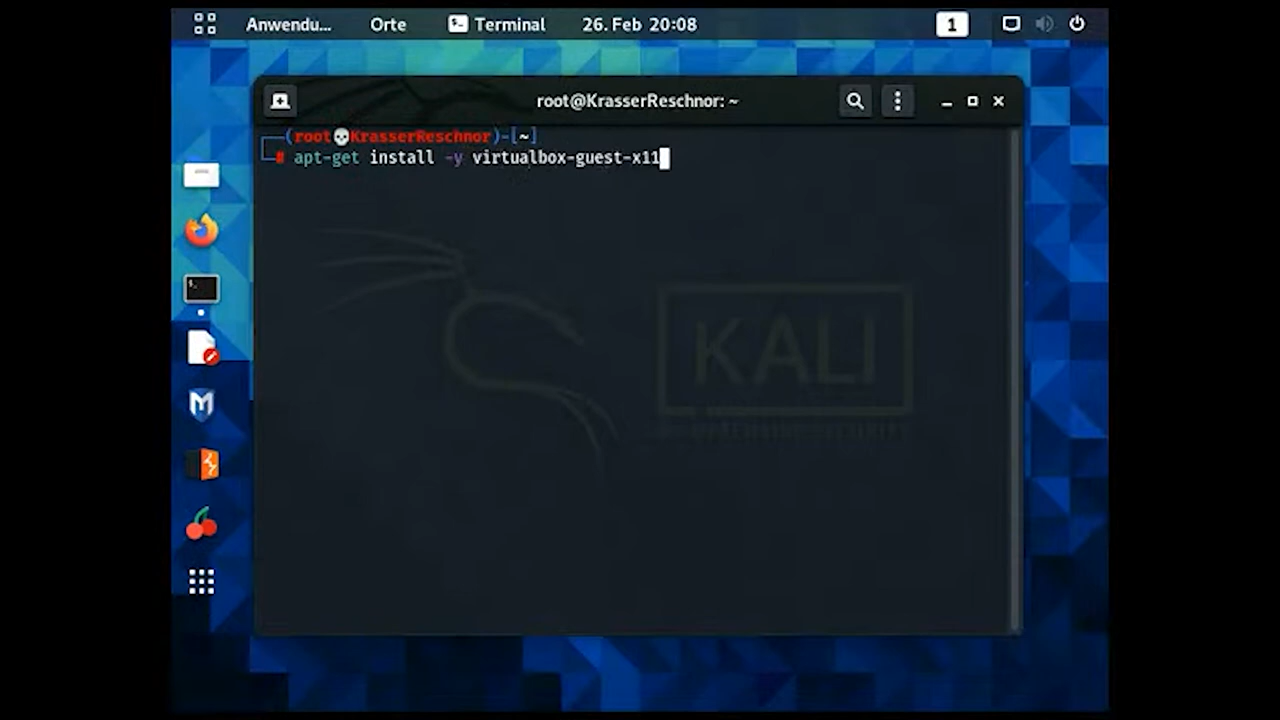 Anwendu... Orte Terminal 26. Feb 20:08 1
root@KrasserReschnor: ~
(root💀KrasserReschnor)-[~]
# apt-get install -y virtualbox-guest-x11
KALI